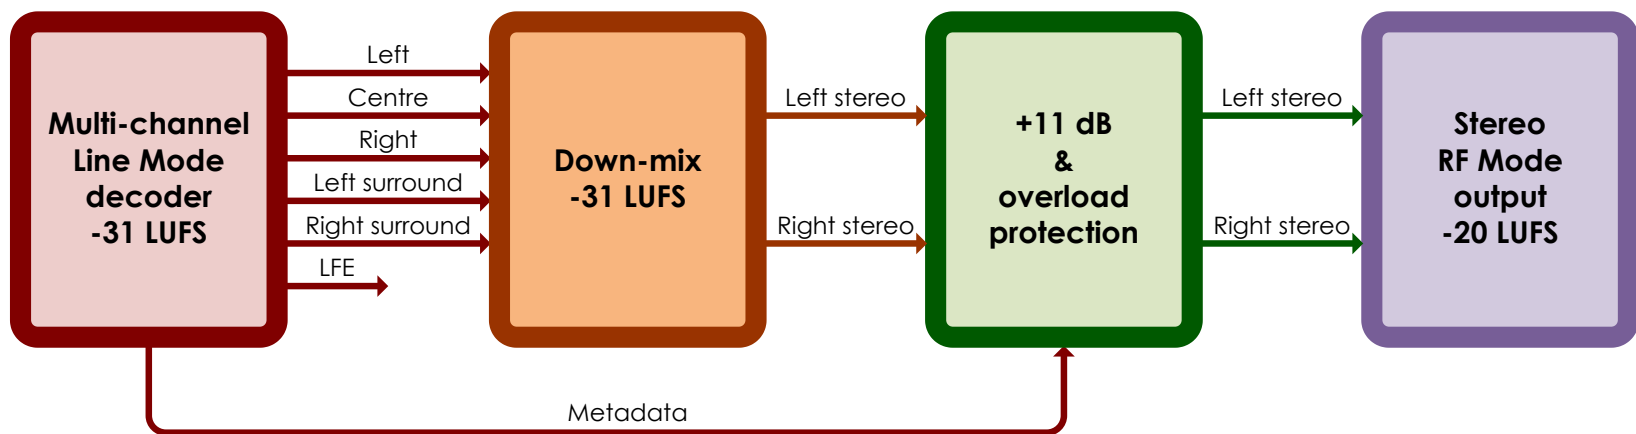 Multi-channel
Line Mode
decoder
-31 LUFS
Left
Centre
Right
Left surround
Right surround
LFE
Down-mix
-31 LUFS
Left stereo
Right stereo
+11 dB
&
overload
protection
Left stereo
Right stereo
Stereo
RF Mode
output
-20 LUFS
Metadata